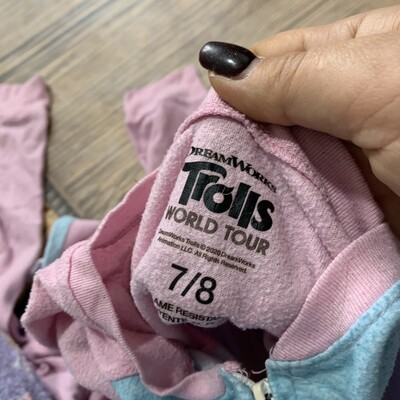 DREAMWORKS
Trolls
WORLD TOUR
DreamWorks Trolls © 2020 DreamWorks
Animation LLC. All Rights Reserved.
7/8